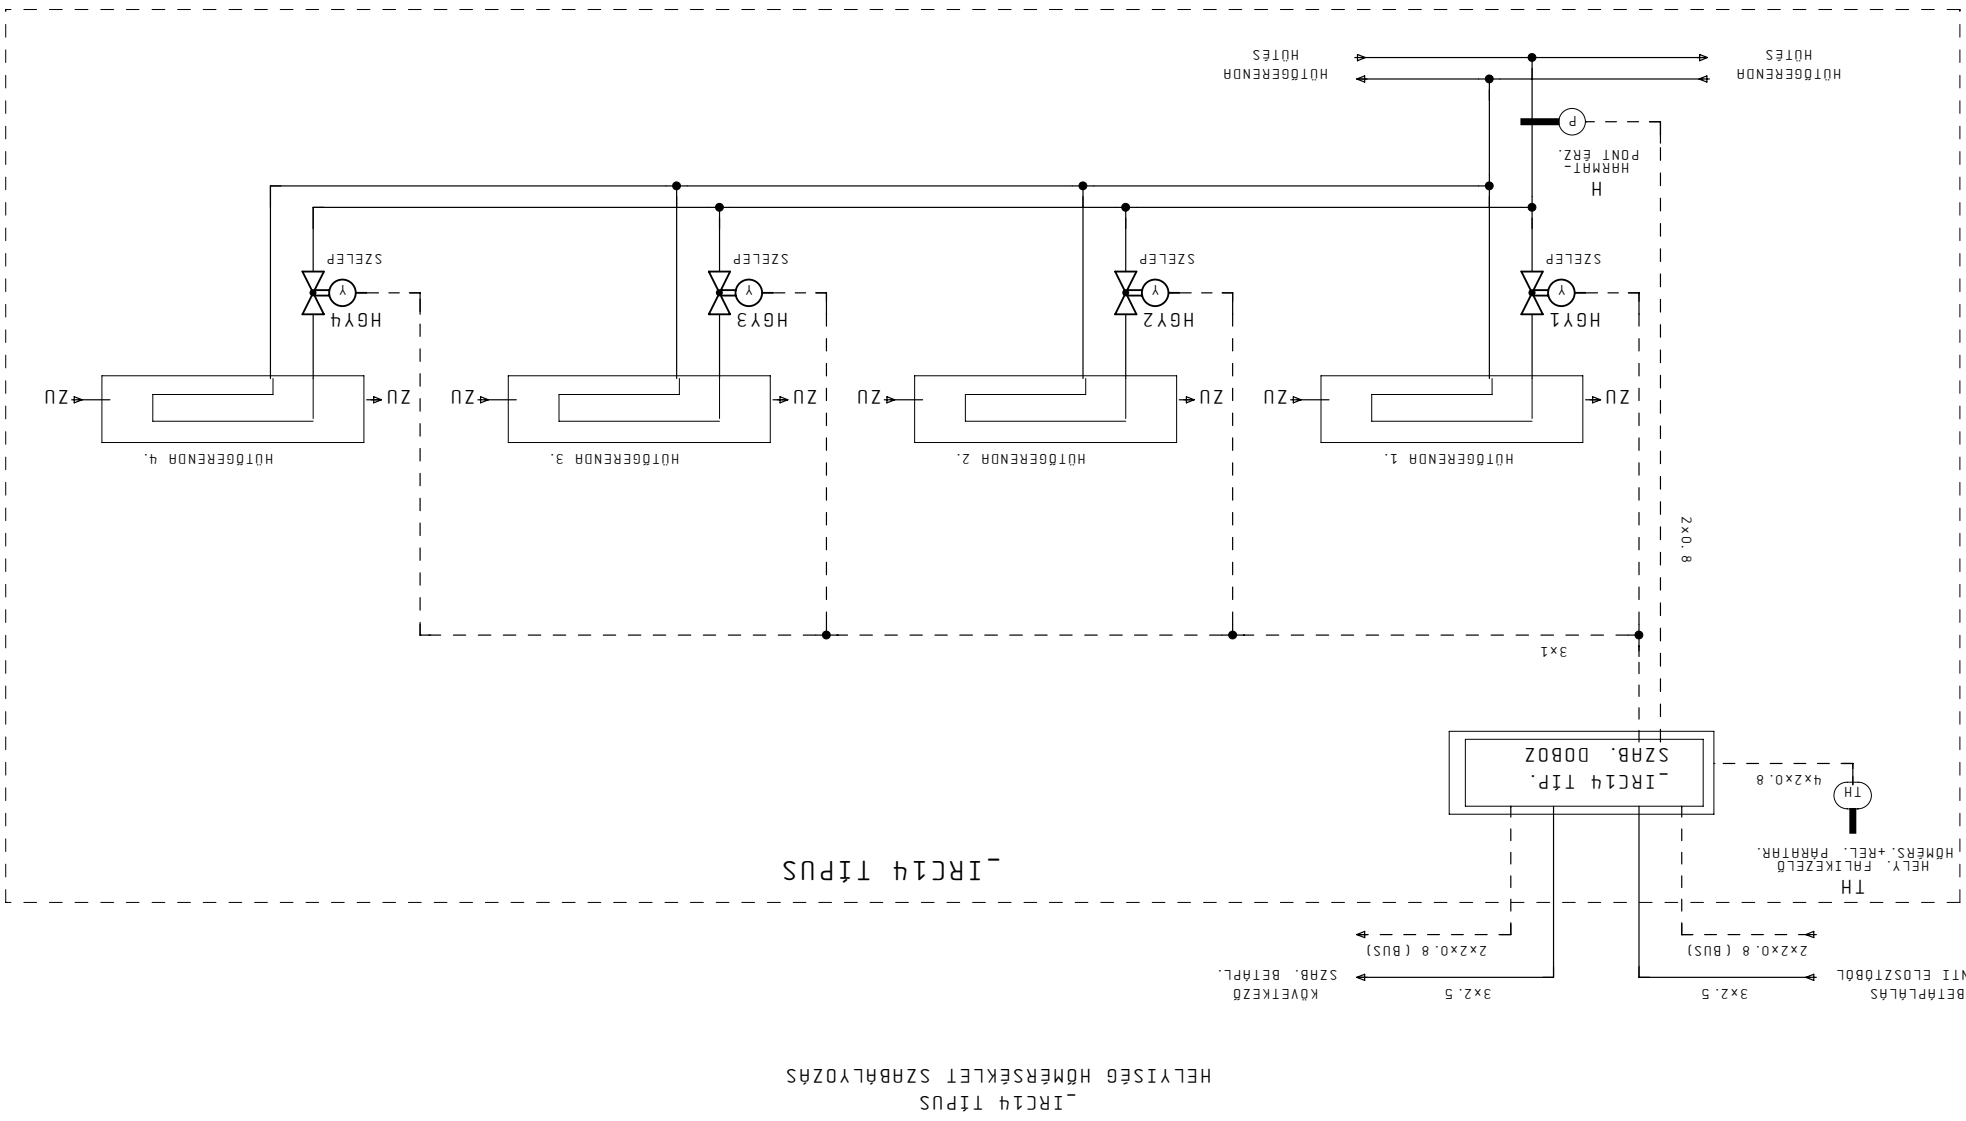 _IRC14 TÍPUS
HELYISÉG HŐMÉRSÉKLET SZABÁLYOZÁS
BETÁPLÁLÁS
NTI ELOSZTÓBÓL
3x2.5
3x2.5
KÖVETKEZŐ
SZAB. BETÁPL.
2x2x0.8 (BUS)
2x2x0.8 (BUS)
TH
HELY. FALIKEZELŐ
HŐMÉRS.+REL. PÁRATAR.
_IRC14 TÍPUS
TH
4x2x0.8
_IRC14 TÍP.
SZAB. DOBOZ
3x1
2x0.8
HŰTŐGERENDA 1.
HŰTŐGERENDA 2.
HŰTŐGERENDA 3.
HŰTŐGERENDA 4.
ZU
ZU
ZU
ZU
ZU
ZU
ZU
ZU
HGY1
HGY2
HGY3
HGY4
Y
Y
Y
Y
SZELEP
SZELEP
SZELEP
SZELEP
H
HARMAT-
PONT ÉRZ.
P
HŰTŐGERENDA
HŰTÉS
HŰTŐGERENDA
HŰTÉS